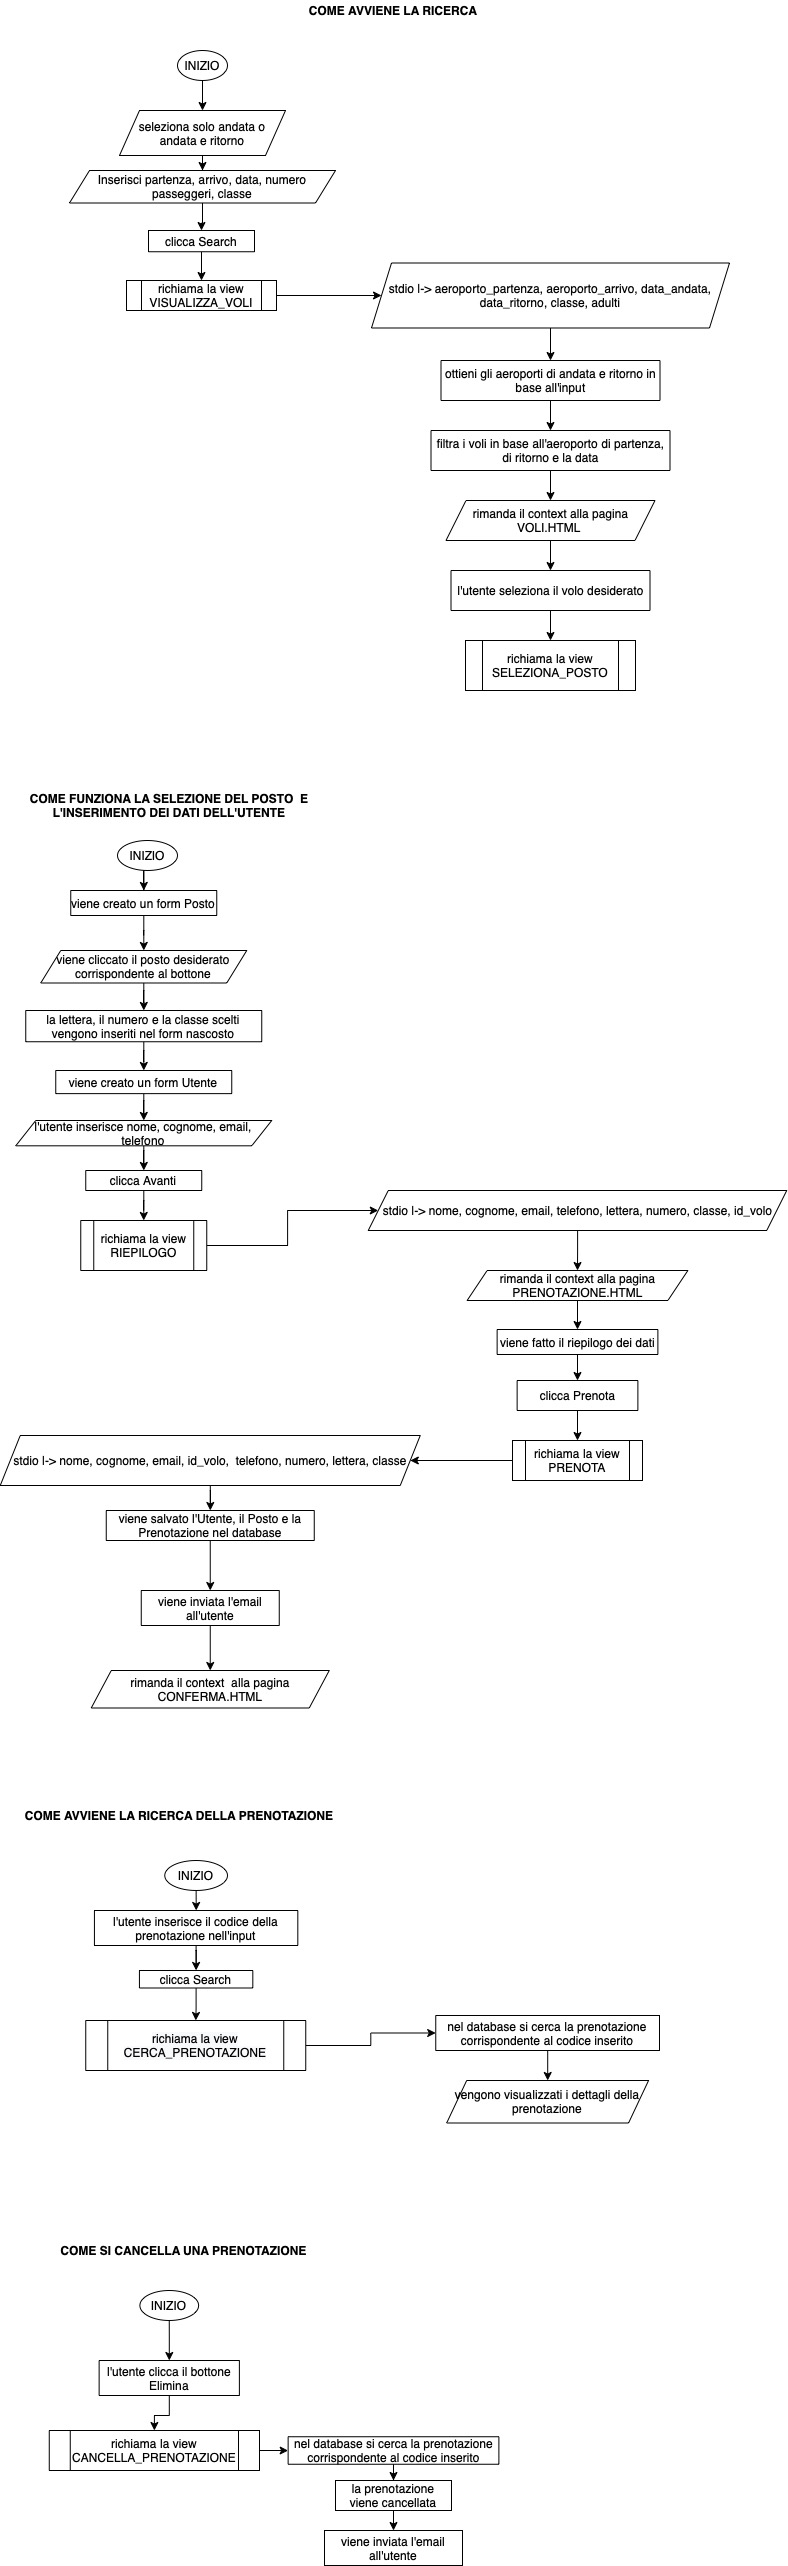 COME AVVIENE LA RICERCA
INIZIO
seleziona solo andata o
andata e ritorno
Inserisci partenza, arrivo, data, numero
passeggeri, classe
clicca Search
richiama la view
VISUALIZZA_VOLI
stdio l-> aeroporto_partenza, aeroporto_arrivo, data_andata,
data_ritorno, classe, adulti
ottieni gli aeroporti di andata e ritorno in
base all'input
filtra i voli in base all'aeroporto di partenza,
di ritorno e la data
rimanda il context alla pagina
VOLI.HTML
l'utente seleziona il volo desiderato
richiama la view
SELEZIONA_POSTO
COME FUNZIONA LA SELEZIONE DEL POSTO  E
L'INSERIMENTO DEI DATI DELL'UTENTE
INIZIO
viene creato un form Posto
viene cliccato il posto desiderato
corrispondente al bottone
la lettera, il numero e la classe scelti
vengono inseriti nel form nascosto
viene creato un form Utente
l'utente inserisce nome, cognome, email,
telefono
clicca Avanti
richiama la view
RIEPILOGO
stdio l-> nome, cognome, email, telefono, lettera, numero, classe, id_volo
rimanda il context alla pagina
PRENOTAZIONE.HTML
viene fatto il riepilogo dei dati
clicca Prenota
richiama la view
PRENOTA
stdio l-> nome, cognome, email, id_volo,  telefono, numero, lettera, classe
viene salvato l'Utente, il Posto e la
Prenotazione nel database
viene inviata l'email
all'utente
rimanda il context  alla pagina
CONFERMA.HTML
COME AVVIENE LA RICERCA DELLA PRENOTAZIONE
INIZIO
l'utente inserisce il codice della
prenotazione nell'input
clicca Search
richiama la view
CERCA_PRENOTAZIONE
nel database si cerca la prenotazione
corrispondente al codice inserito
vengono visualizzati i dettagli della
prenotazione
COME SI CANCELLA UNA PRENOTAZIONE
INIZIO
l'utente clicca il bottone
Elimina
richiama la view
CANCELLA_PRENOTAZIONE
nel database si cerca la prenotazione
corrispondente al codice inserito
la prenotazione
viene cancellata
viene inviata l'email
all'utente